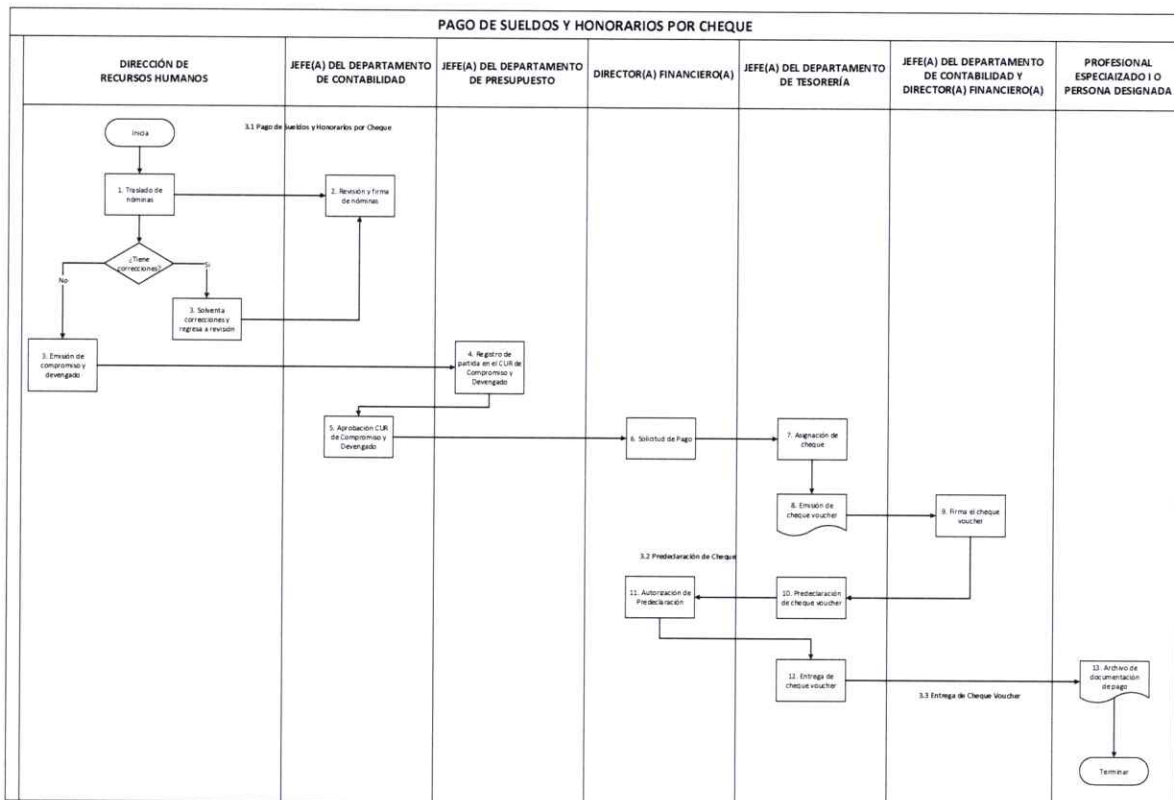 PAGO DE SUELDOS Y HONORARIOS POR CHEQUE
DIRECCIÓN DE
RECURSOS HUMANOS
JEFE(A) DEL DEPARTAMENTO
DE CONTABILIDAD
JEFE(A) DEL DEPARTAMENTO
DE PRESUPUESTO
DIRECTOR(A) FINANCIERO(A)
JEFE(A) DEL DEPARTAMENTO
DE TESORERÍA
JEFE(A) DEL DEPARTAMENTO
DE CONTABILIDAD Y
DIRECTOR(A) FINANCIERO(A)
PROFESIONAL
ESPECIAIZADO I O
PERSONA DESIGNADA
Inicia
3.1 Pago de Sueldos y Honorarios por Cheque
1. Traslado de
nóminas
2. Revisión y firma
de nóminas
¿Tiene
correcciones?
No
Si
3. Solventa
correcciones y
regresa a revisión
3. Emisión de
compromiso y
devengado
4. Registro de
partida en el CUR de
Compromiso y
Devengado
5. Aprobación CUR
de Compromiso y
Devengado
6. Solicitud de Pago
7. Asignación de
cheque
8. Emisión de
cheque voucher
9. Firma el cheque
voucher
3.2 Predeclaración de Cheque
11. Autorización de
Predeclaración
10. Predeclaración
de cheque voucher
12. Entrega de
cheque voucher
3.3 Entrega de Cheque Voucher
13. Archivo de
documentación
de pago
Terminar